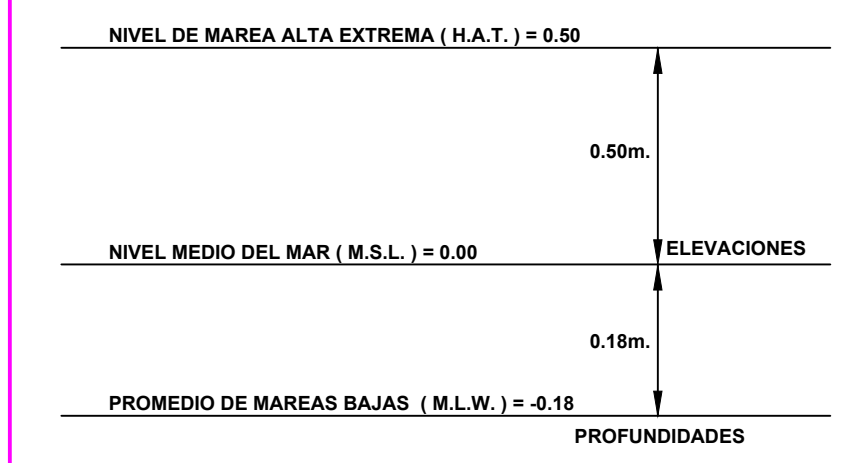 NIVEL DE MAREA ALTA EXTREMA ( H.A.T. ) = 0.50
0.50m.
NIVEL MEDIO DEL MAR ( M.S.L. ) = 0.00
ELEVACIONES
0.18m.
PROMEDIO DE MAREAS BAJAS ( M.L.W. ) = -0.18
PROFUNDIDADES